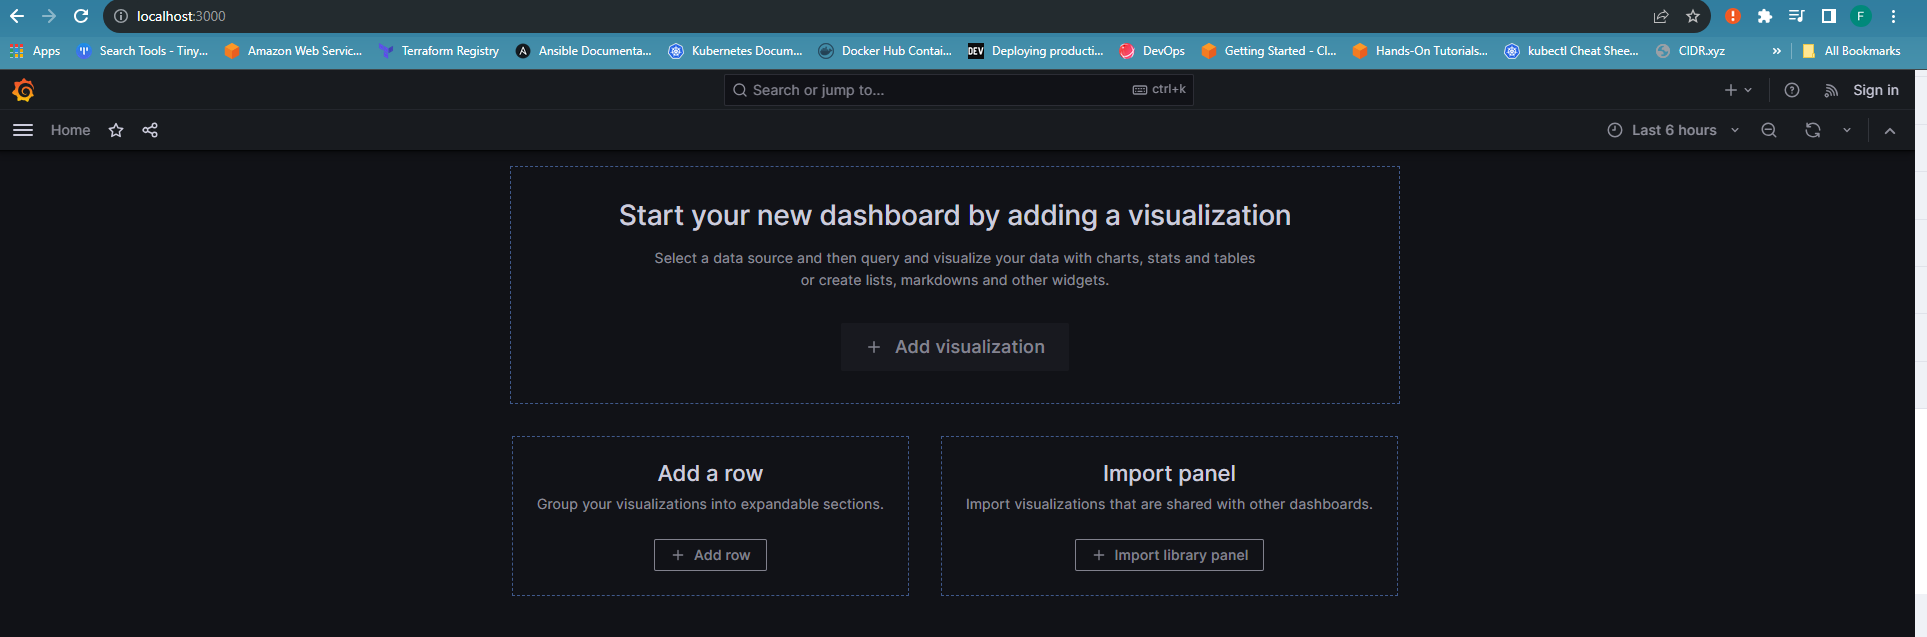 localhost:3000
Apps Search Tools - Tiny... Amazon Web Servic... Terraform Registry Ansible Documenta... Kubernetes Docum... Docker Hub Contai... DEV Deploying producti... DevOps Getting Started - Cl... Hands-On Tutorials... kubectl Cheat Shee... CIDR.xyz » All Bookmarks
Search or jump to... ctrl+k Sign in
Home Last 6 hours
Start your new dashboard by adding a visualization
Select a data source and then query and visualize your data with charts, stats and tables
or create lists, markdowns and other widgets.
+ Add visualization
Add a row
Group your visualizations into expandable sections.
+ Add row
Import panel
Import visualizations that are shared with other dashboards.
+ Import library panel